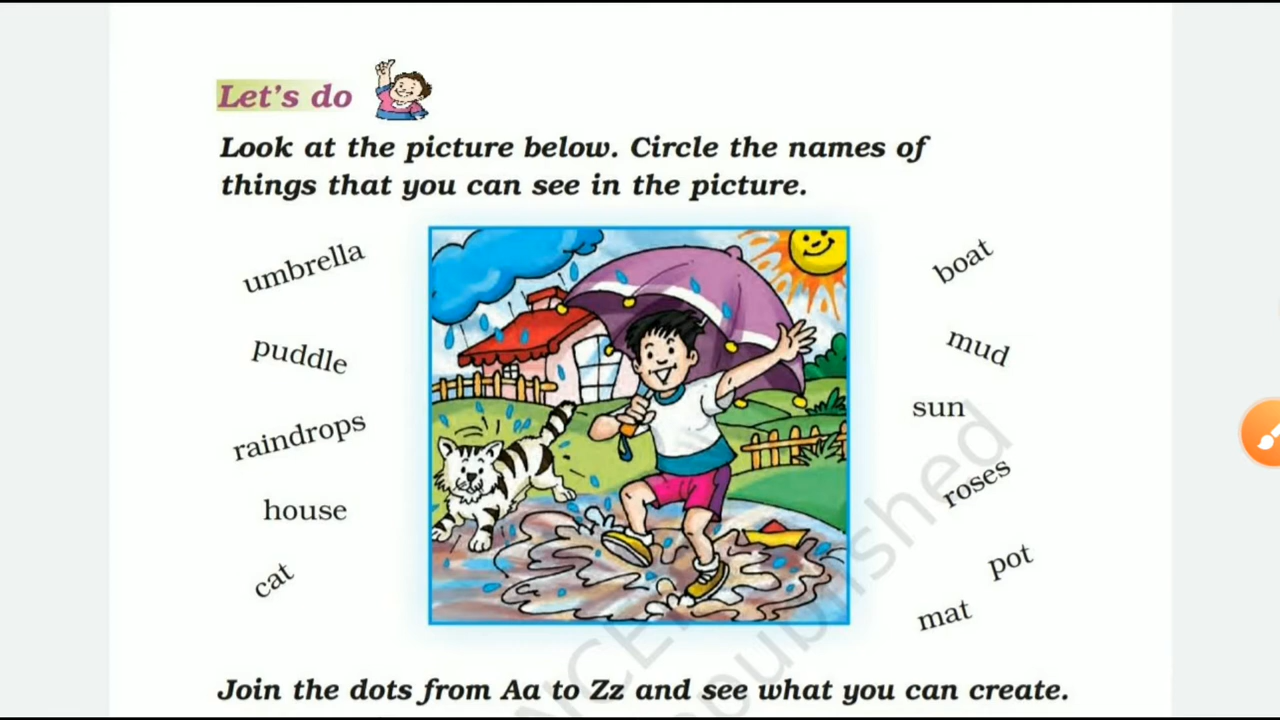 Let's do
Look at the picture below. Circle the names of
things that you can see in the picture.
umbrella
puddle
raindrops
house
cat
boat
mud
sun
roses
pot
mat
Join the dots from Aa to Zz and see what you can create.